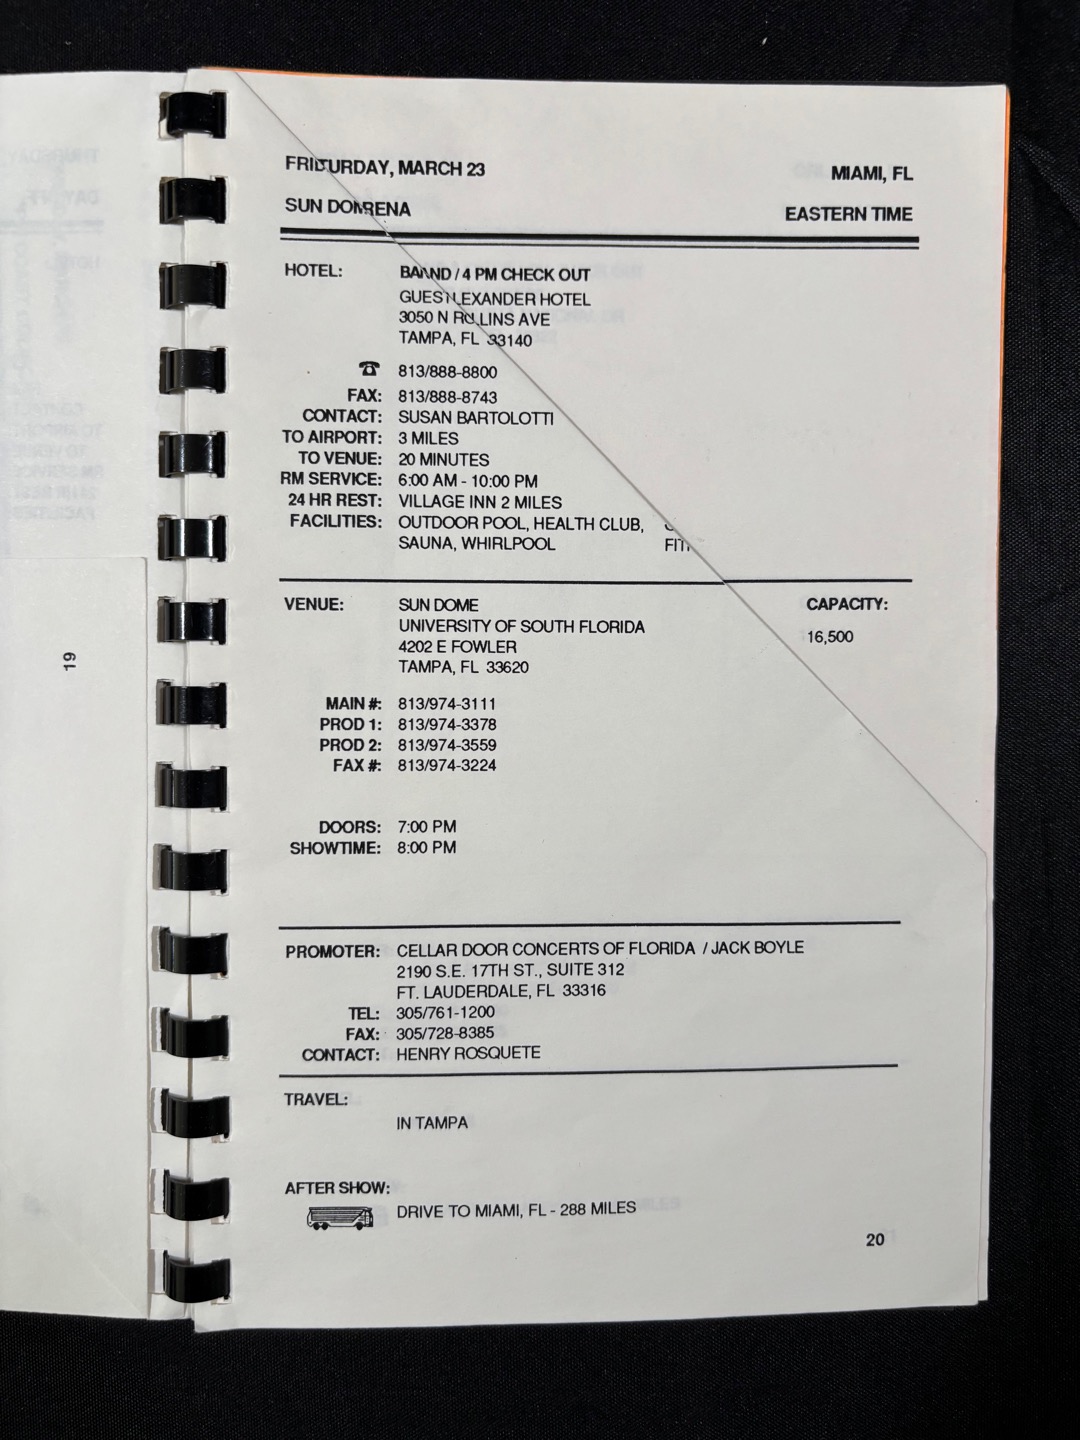 FRIDTURDAY, MARCH 23 MIAMI, FL
SUN DOMRENA EASTERN TIME
HOTEL: BAAND / 4 PM CHECK OUT
GUESTLEXANDER HOTEL
3050 N ROLLINS AVE
TAMPA, FL 33140
☎ 813/888-8800
FAX: 813/888-8743
CONTACT: SUSAN BARTOLOTTI
TO AIRPORT: 3 MILES
TO VENUE: 20 MINUTES
RM SERVICE: 6:00 AM - 10:00 PM
24 HR REST: VILLAGE INN 2 MILES
FACILITIES: OUTDOOR POOL, HEALTH CLUB,
SAUNA, WHIRLPOOL FIT
VENUE: SUN DOME CAPACITY:
UNIVERSITY OF SOUTH FLORIDA 16,500
4202 E FOWLER
TAMPA, FL 33620
MAIN #: 813/974-3111
PROD 1: 813/974-3378
PROD 2: 813/974-3559
FAX #: 813/974-3224
DOORS: 7:00 PM
SHOWTIME: 8:00 PM
PROMOTER: CELLAR DOOR CONCERTS OF FLORIDA / JACK BOYLE
2190 S.E. 17TH ST., SUITE 312
FT. LAUDERDALE, FL 33316
TEL: 305/761-1200
FAX: 305/728-8385
CONTACT: HENRY ROSQUETE
TRAVEL:
IN TAMPA
AFTER SHOW:
DRIVE TO MIAMI, FL - 288 MILES
20
19